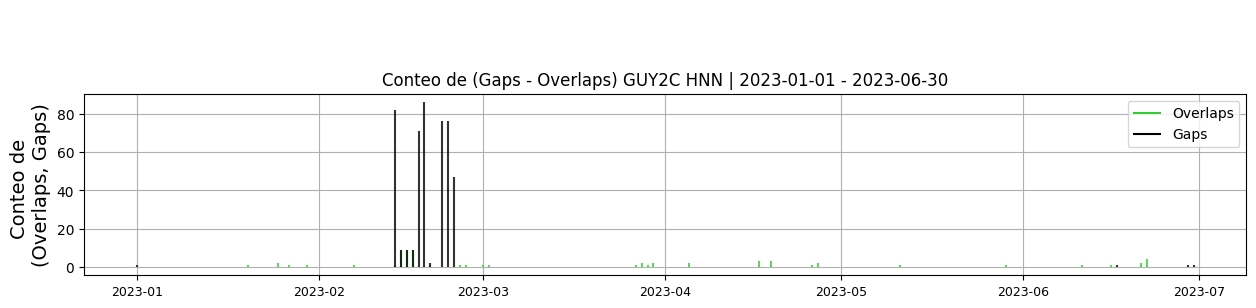 Conteo de (Gaps - Overlaps) GUY2C HNN | 2023-01-01 - 2023-06-30
Conteo de
(Overlaps, Gaps)
80
60
40
20
0
Overlaps
Gaps
2023-01
2023-02
2023-03
2023-04
2023-05
2023-06
2023-07